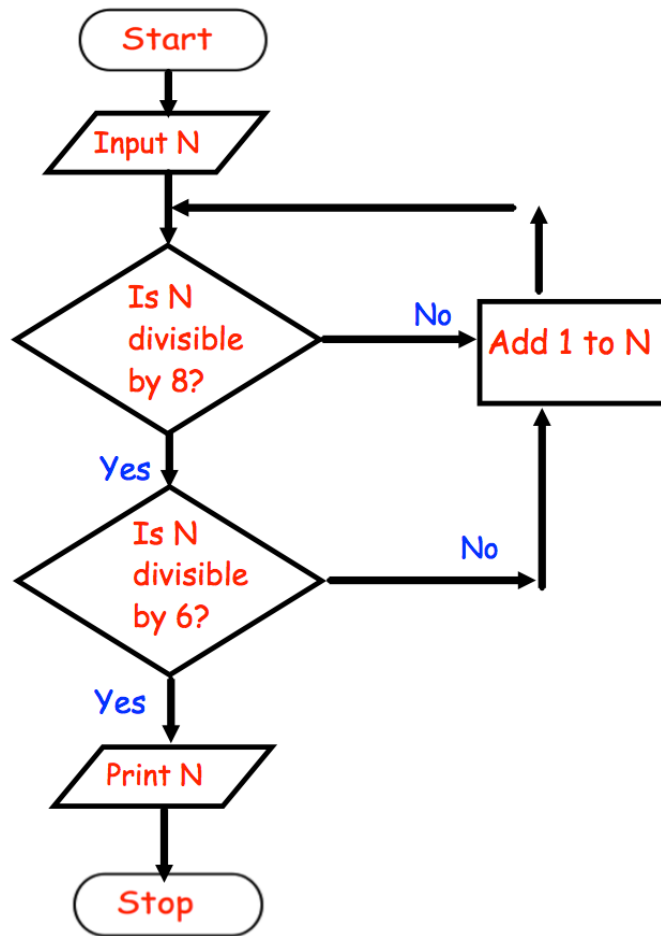 Start
Input N
Is N
divisible
by 8?
No
Add 1 to N
Yes
Is N
divisible
by 6?
No
Yes
Print N
Stop